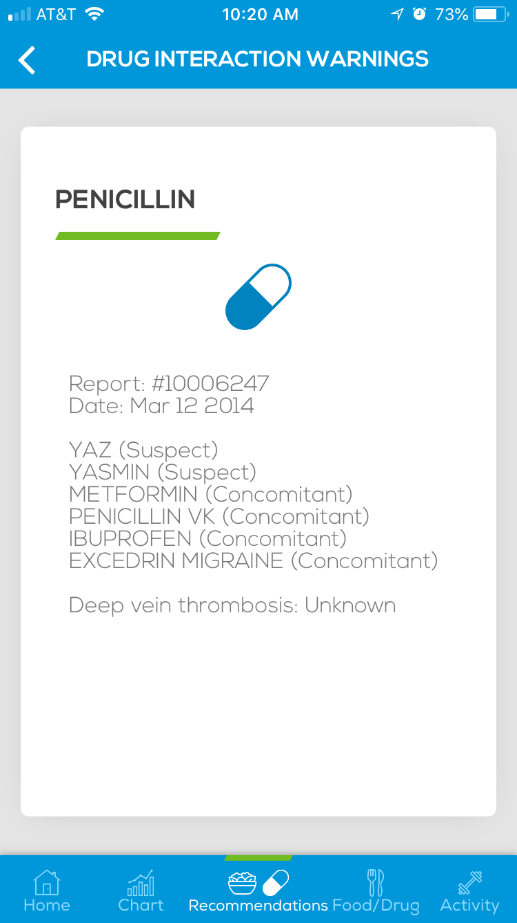 AT&T 10:20 AM 73%
DRUG INTERACTION WARNINGS
PENICILLIN
Report: #10006247
Date: Mar 12 2014
YAZ (Suspect)
YASMIN (Suspect)
METFORMIN (Concomitant)
PENICILLIN VK (Concomitant)
IBUPROFEN (Concomitant)
EXCEDRIN MIGRAINE (Concomitant)
Deep vein thrombosis: Unknown
Home Chart Recommendations Food/Drug Activity